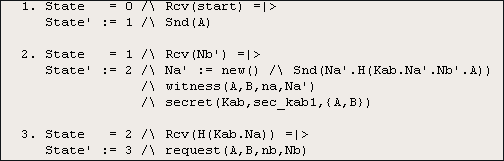 1. State   = 0 /\ Rcv(start) =|>
State' := 1 /\ Snd(A)
2. State   = 1 /\ Rcv(Nb') =|>
State' := 2 /\ Na' := new() /\ Snd(Na'.H(Kab.Na'.Nb'.A))
/\ witness(A,B,na,Na')
/\ secret(Kab,sec_kab1,{A,B})
3. State   = 2 /\ Rcv(H(Kab.Na)) =|>
State' := 3 /\ request(A,B,nb,Nb)